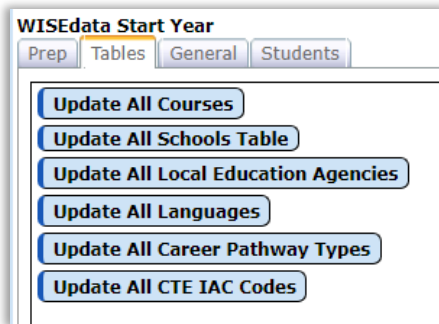 WISEdata Start Year
Prep Tables General Students
Update All Courses
Update All Schools Table
Update All Local Education Agencies
Update All Languages
Update All Career Pathway Types
Update All CTE IAC Codes